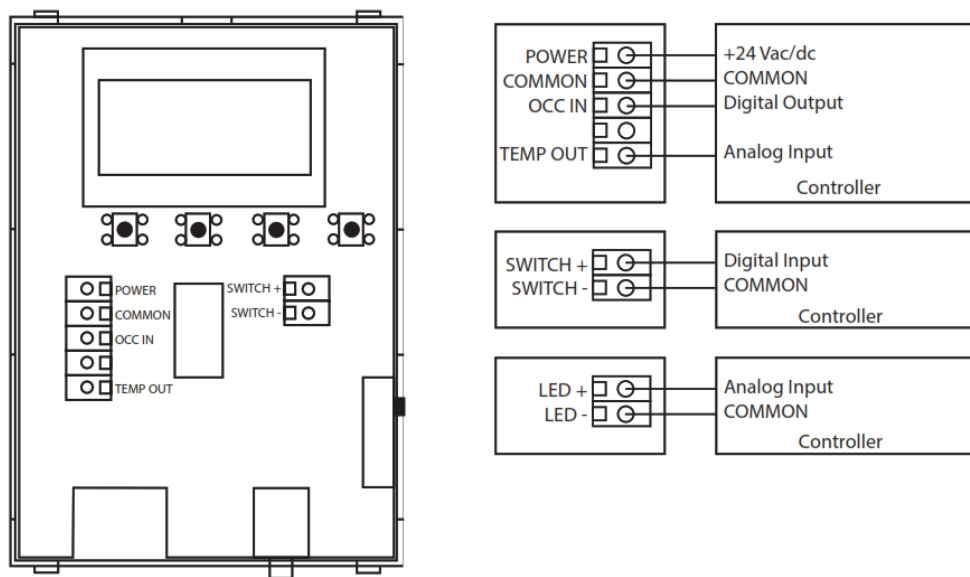 POWER
COMMON
OCC IN
TEMP OUT
SWITCH +
SWITCH -
POWER
COMMON
OCC IN
TEMP OUT
+24 Vac/dc
COMMON
Digital Output
Analog Input
Controller
SWITCH +
SWITCH -
Digital Input
COMMON
Controller
LED +
LED -
Analog Input
COMMON
Controller